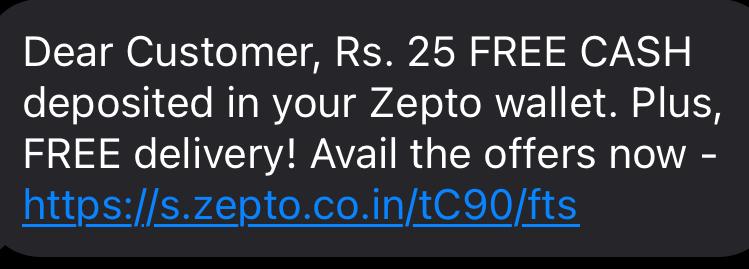 Dear Customer, Rs. 25 FREE CASH
deposited in your Zepto wallet. Plus,
FREE delivery! Avail the offers now -
https://s.zepto.co.in/tC90/fts